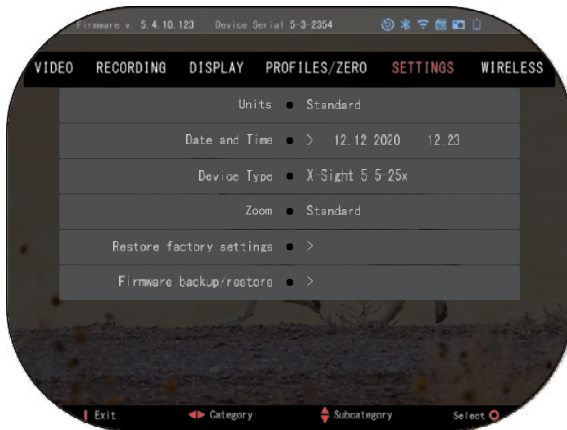 Firmware v. 5.4.10.123 Device Serial 5-3-2354
VIDEO RECORDING DISPLAY PROFILES/ZERO SETTINGS WIRELESS
Units Standard
Date and Time > 12.12 2020 12.23
Device Type X-Sight 5 5-25x
Zoom Standard
Restore factory settings >
Firmware backup/restore >
Exit Category Subcategory Select